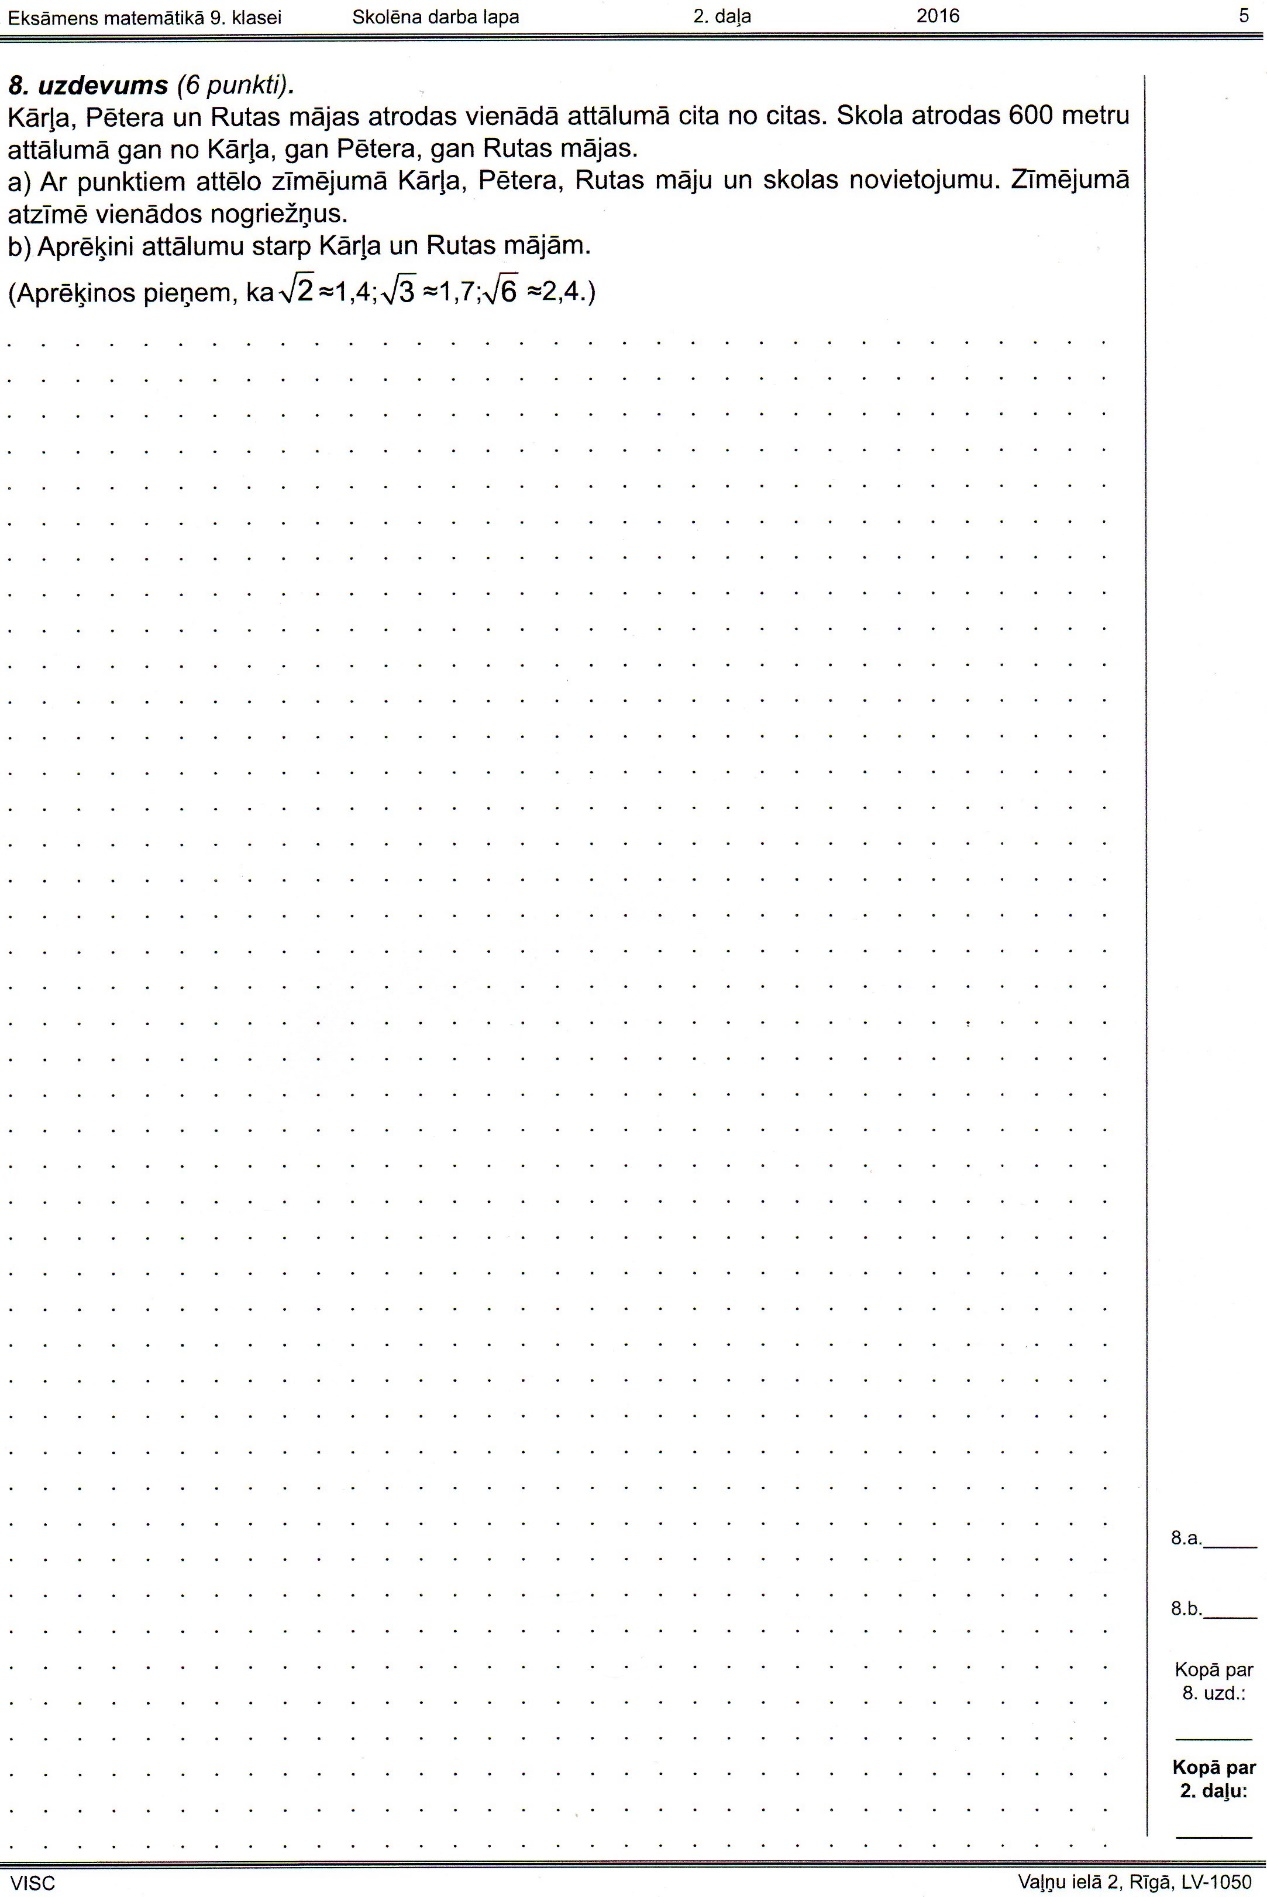 Eksāmens matemātikā 9. klasei Skolēna darba lapa 2. daļa 2016 5
8. uzdevums (6 punkti).
Kārļa, Pētera un Rutas mājas atrodas vienādā attālumā cita no citas. Skola atrodas 600 metru
attālumā gan no Kārļa, gan Pētera, gan Rutas mājas.
a) Ar punktiem attēlo zīmējumā Kārļa, Pētera, Rutas māju un skolas novietojumu. Zīmējumā
atzīmē vienādos nogriežņus.
b) Aprēķini attālumu starp Kārļa un Rutas mājām.
(Aprēķinos pieņem, ka √2 ≈1,4; √3 ≈1,7; √6 ≈2,4.)
8.a.
8.b.
Kopā par
8. uzd.:
Kopā par
2. daļu:
VISC Vaļņu ielā 2, Rīgā, LV-1050